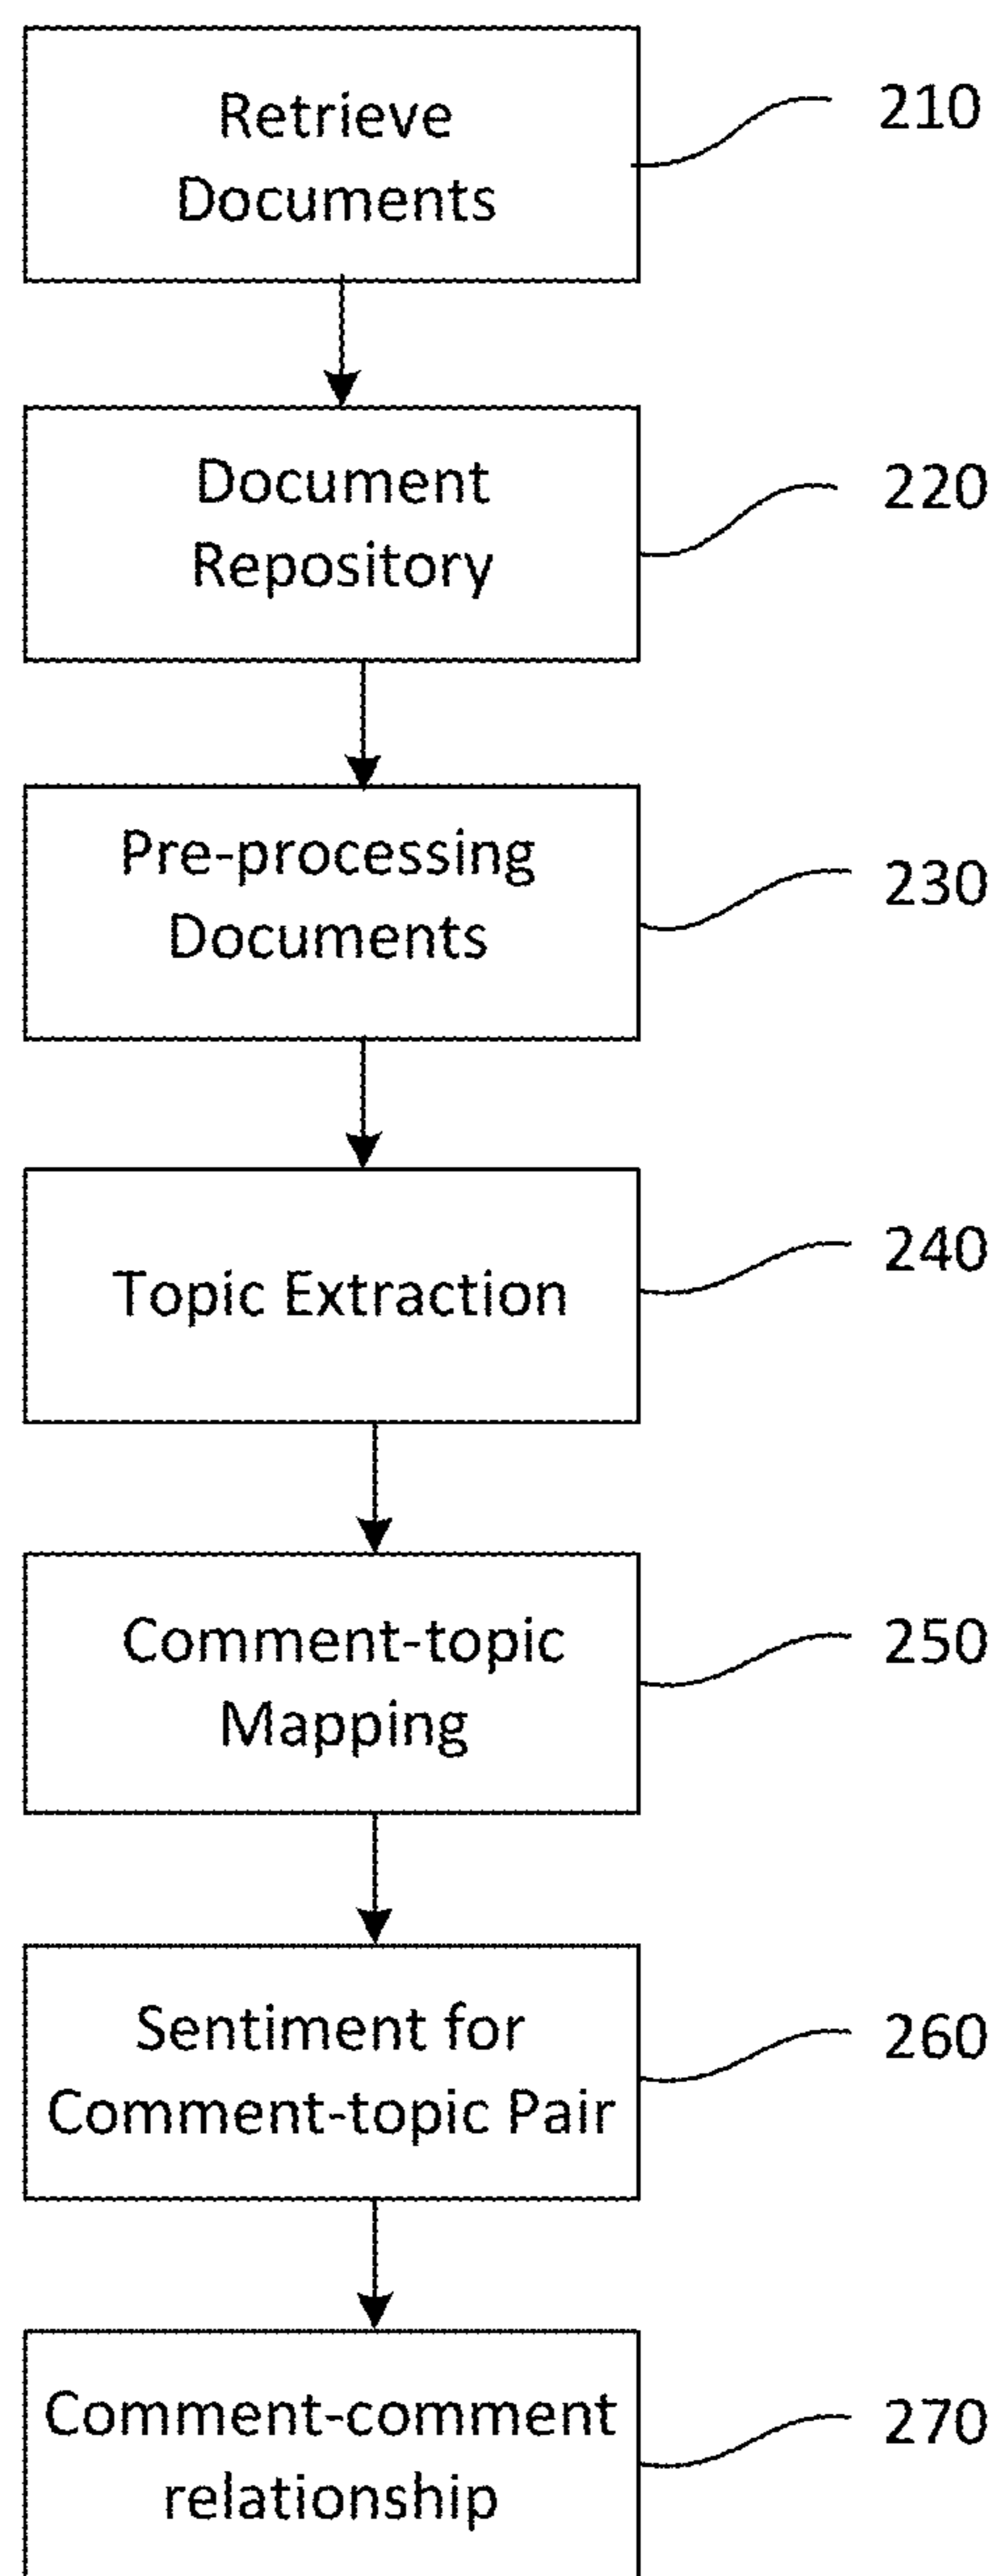 Retrieve
Documents
210
Document
Repository
220
Pre-processing
Documents
230
Topic Extraction
240
Comment-topic
Mapping
250
Sentiment for
Comment-topic Pair
260
Comment-comment
relationship
270